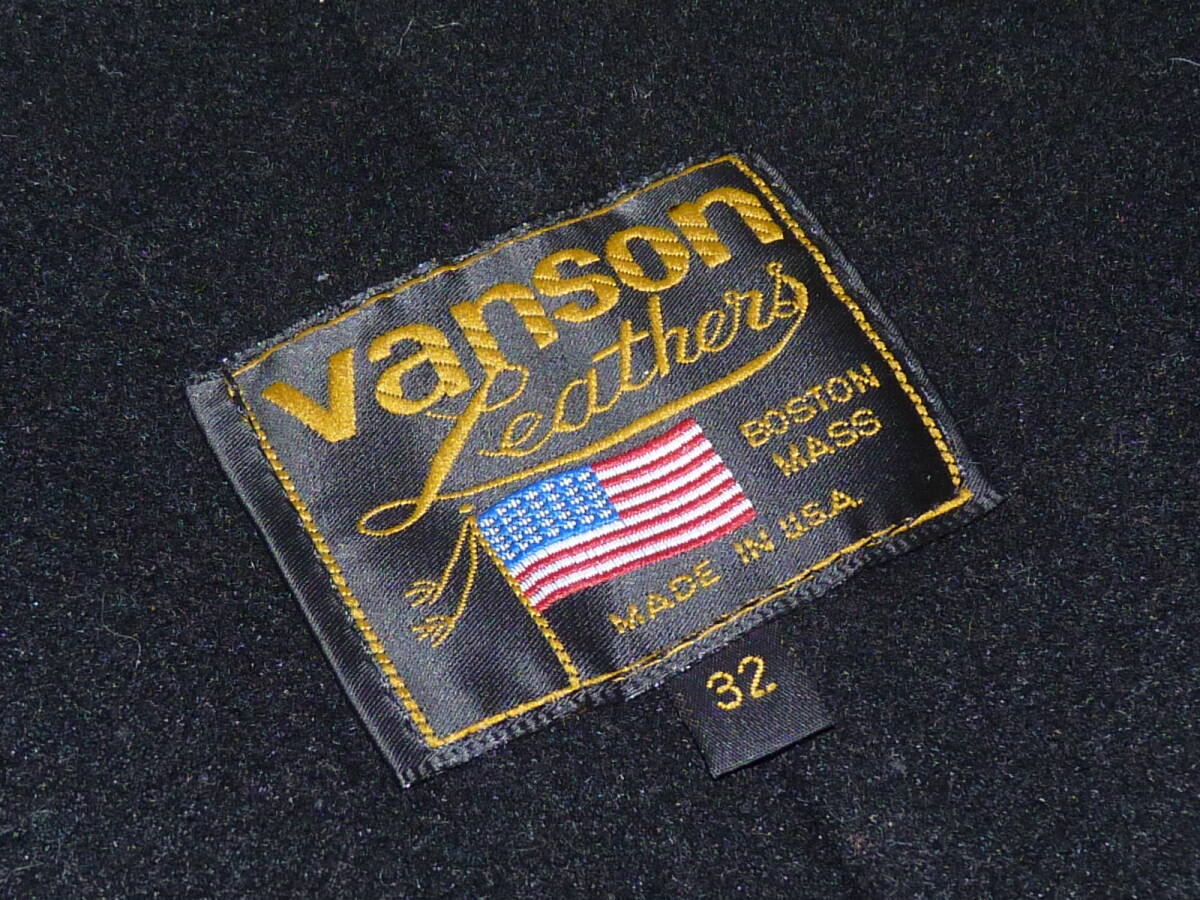 vanson
Leathers
BOSTON
MASS
MADE IN U.S.A.
32